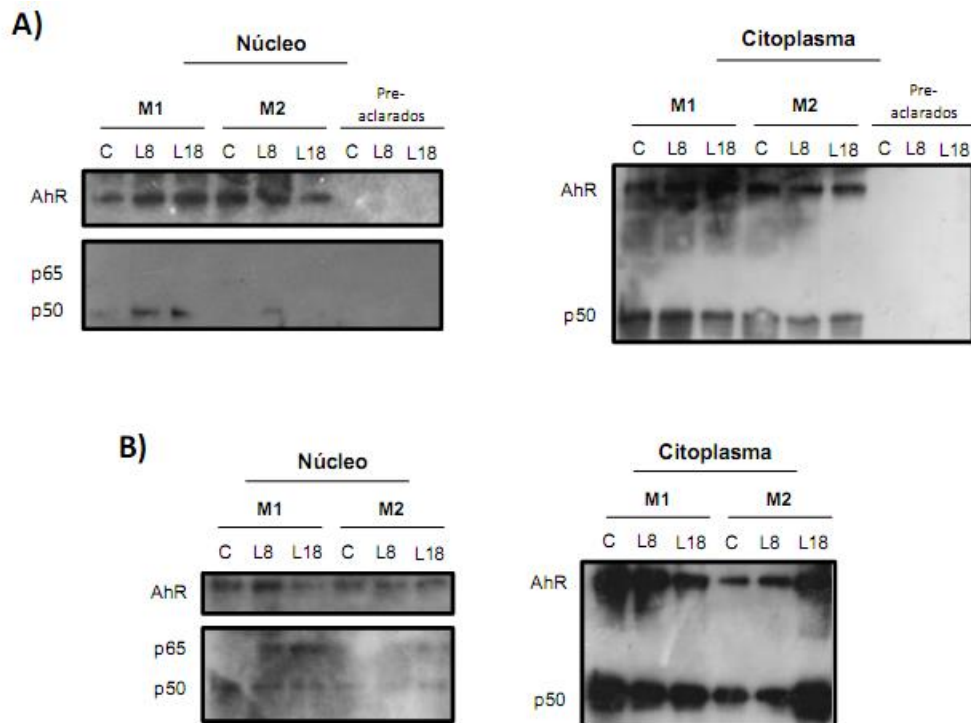 A)
Núcleo
M1 M2 Pre-
aclarados
C L8 L18 C L8 L18 C L8 L18
AhR
p65
p50
Citoplasma
M1 M2 Pre-
aclarados
C L8 L18 C L8 L18 C L8 L18
AhR
p50
B)
Núcleo
M1 M2
C L8 L18 C L8 L18
AhR
p65
p50
Citoplasma
M1 M2
C L8 L18 C L8 L18
AhR
p50